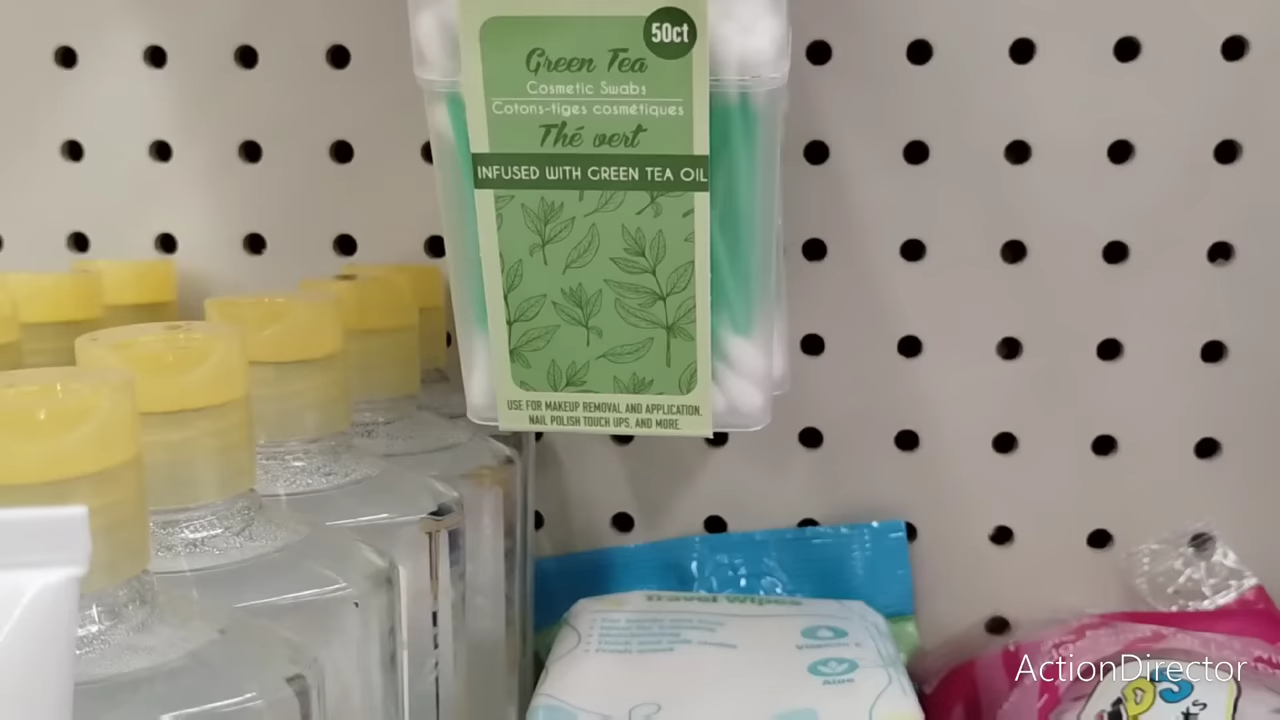 50ct
Green Tea
Cosmetic Swabs
Cotons-tiges cosmétiques
Thé vert
INFUSED WITH GREEN TEA OIL
USE FOR MAKEUP REMOVAL AND APPLICATION,
NAIL POLISH TOUCH UPS, AND MORE.
Travel Wipes
Vitamin E
Aloe
ActionDirector